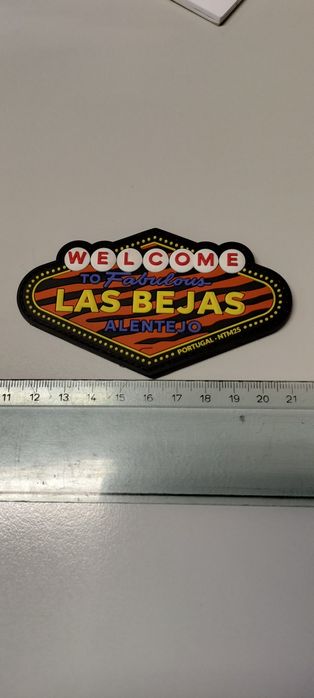 WELCOME
TO Fabulous
LAS BEJAS
ALENTEJO
PORTUGAL · NTM25
11 12 13 14 15 16 17 18 19 20 21